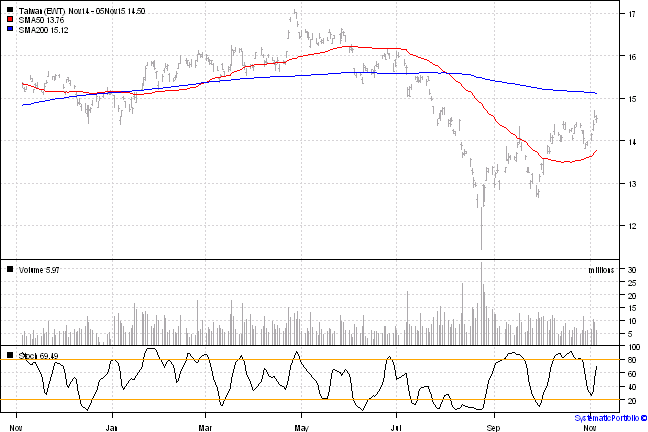 Taiwan (EWT) Nov14 - 05Nov15 14.50
SMA50 13.76
SMA200 15.12
17
16
15
14
13
12
Volume 5.97
millions
30
25
20
15
10
5
Stoch 69.49
100
80
60
40
20
Nov Jan Mar May Jul Sep Nov
SystematicPortfolio ©